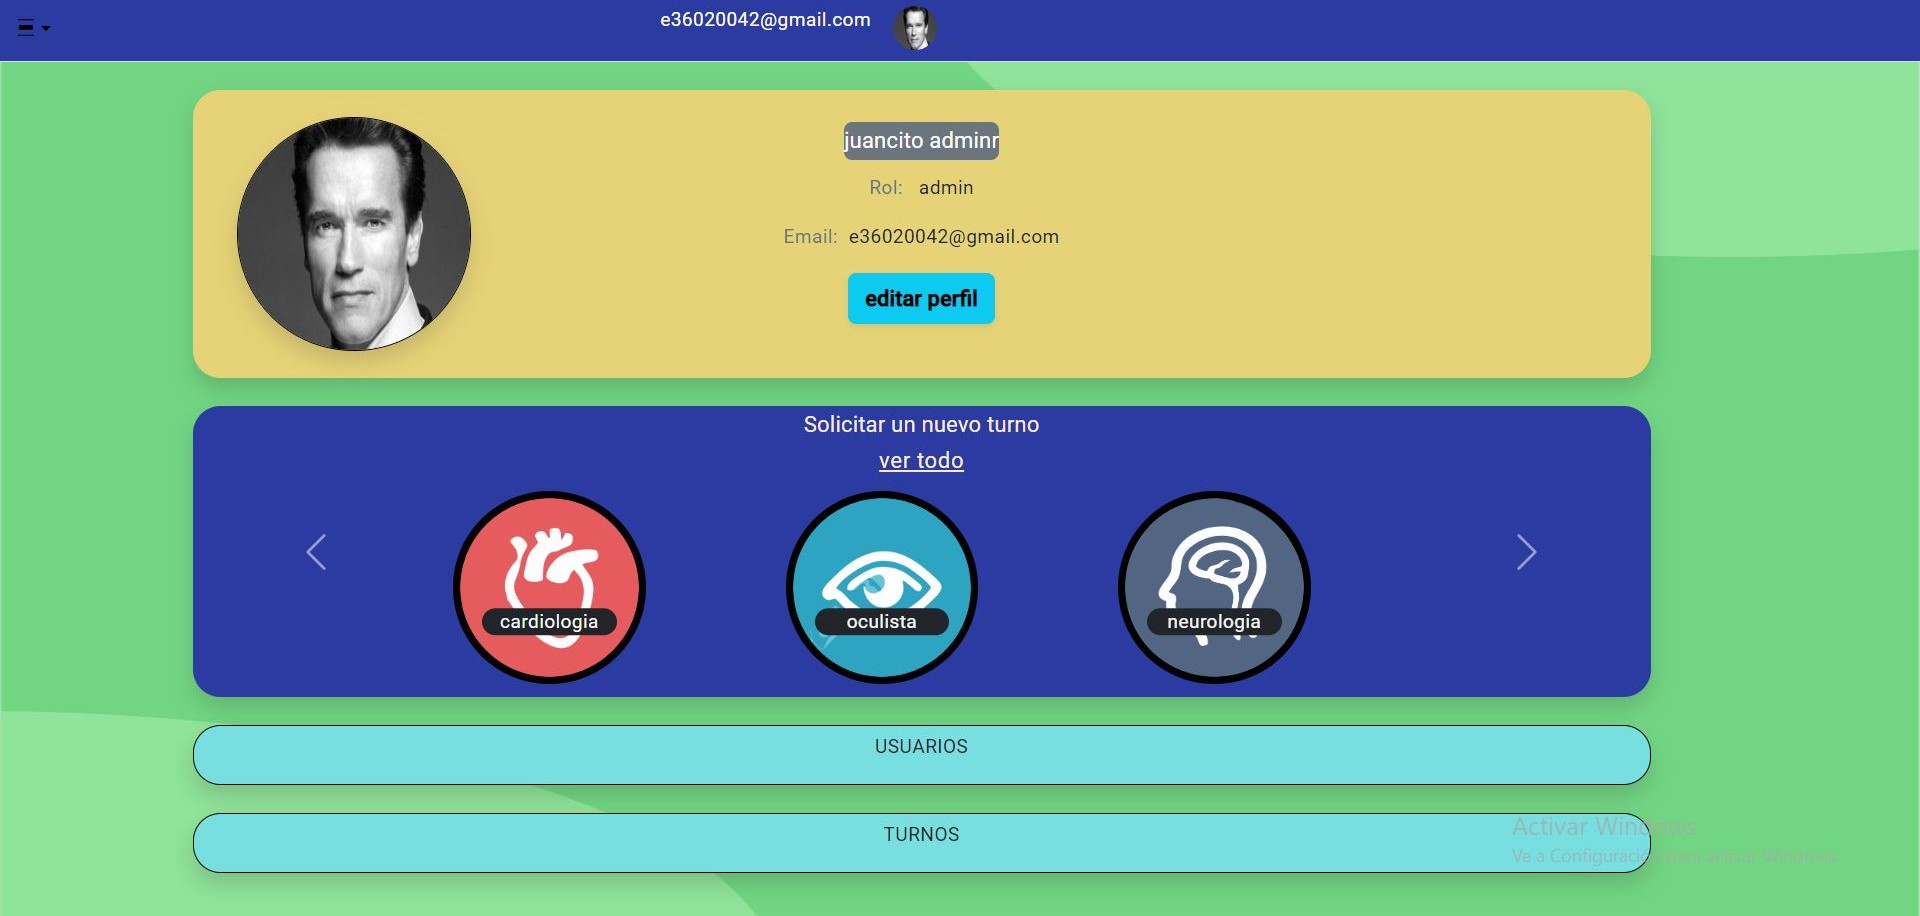 e36020042@gmail.com
juancito adminr
Rol: admin
Email: e36020042@gmail.com
editar perfil
Solicitar un nuevo turno
ver todo
cardiologia
oculista
neurologia
USUARIOS
TURNOS
Activar Windows
Ve a Configuración para activar Windows.